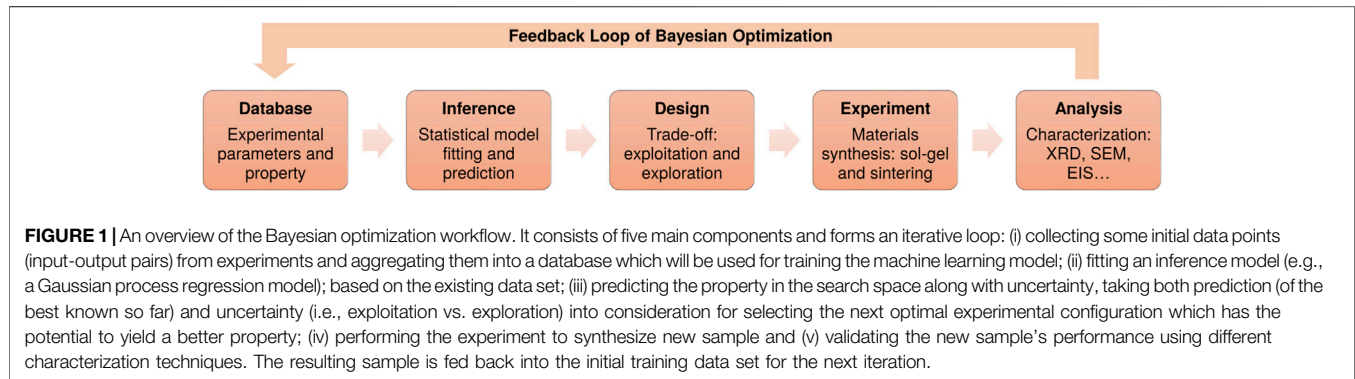 Feedback Loop of Bayesian Optimization
Database
Experimental
parameters and
property
Inference
Statistical model
fitting and
prediction
Design
Trade-off:
exploitation and
exploration
Experiment
Materials
synthesis: sol-gel
and sintering
Analysis
Characterization:
XRD, SEM,
EIS...
FIGURE 1 | An overview of the Bayesian optimization workflow. It consists of five main components and forms an iterative loop: (i) collecting some initial data points
(input-output pairs) from experiments and aggregating them into a database which will be used for training the machine learning model; (ii) fitting an inference model (e.g.,
a Gaussian process regression model); based on the existing data set; (iii) predicting the property in the search space along with uncertainty, taking both prediction (of the
best known so far) and uncertainty (i.e., exploitation vs. exploration) into consideration for selecting the next optimal experimental configuration which has the
potential to yield a better property; (iv) performing the experiment to synthesize new sample and (v) validating the new sample's performance using different
characterization techniques. The resulting sample is fed back into the initial training data set for the next iteration.